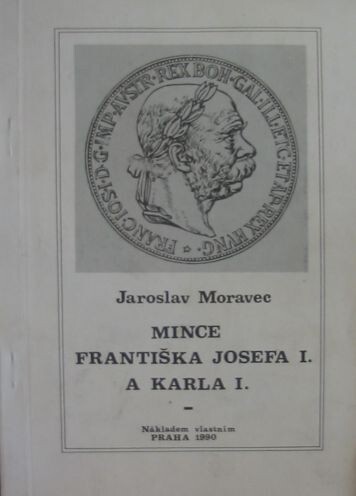 FRANC·IOS·I·D·G·IMP·AVSTR·REX BOH·GAL·ILL·ETC·ET AP·REX HVNG·
Jaroslav Moravec
MINCE
FRANTIŠKA JOSEFA I.
A KARLA I.
–
Nákladem vlastním
PRAHA 1990